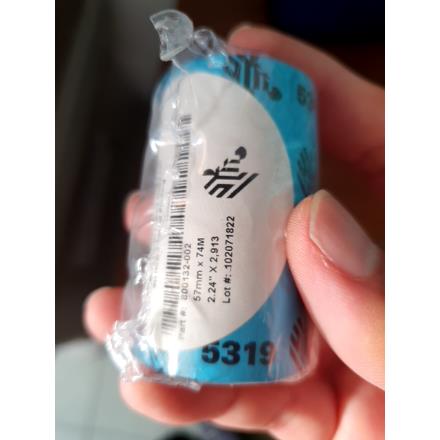 Part #: 800132-002
57mm x 74M
2.24" X 2,913
Lot #: 102071822
5319